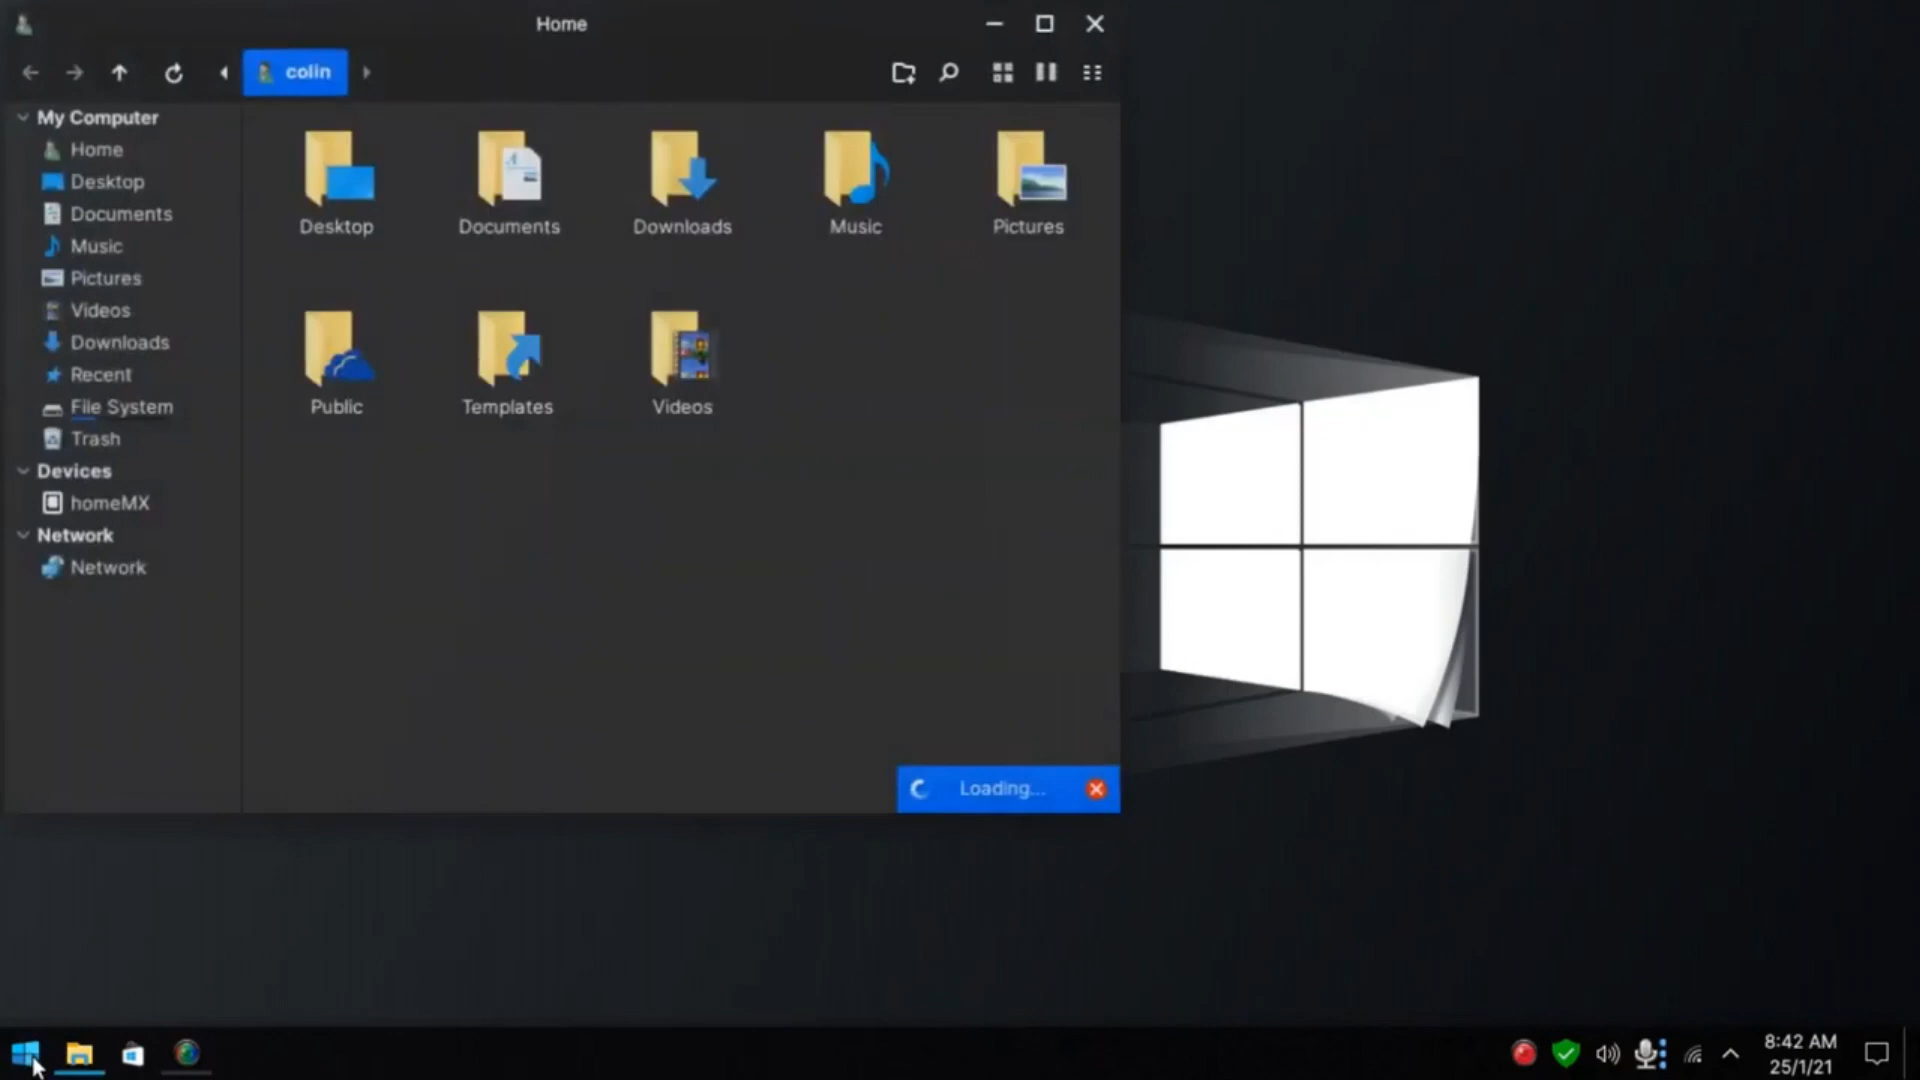 Home
colin
My Computer
Home
Desktop
Documents
Music
Pictures
Videos
Downloads
Recent
File System
Trash
Devices
homeMX
Network
Network
Desktop
Documents
Downloads
Music
Pictures
Public
Templates
Videos
Loading...
8:42 AM
25/1/21